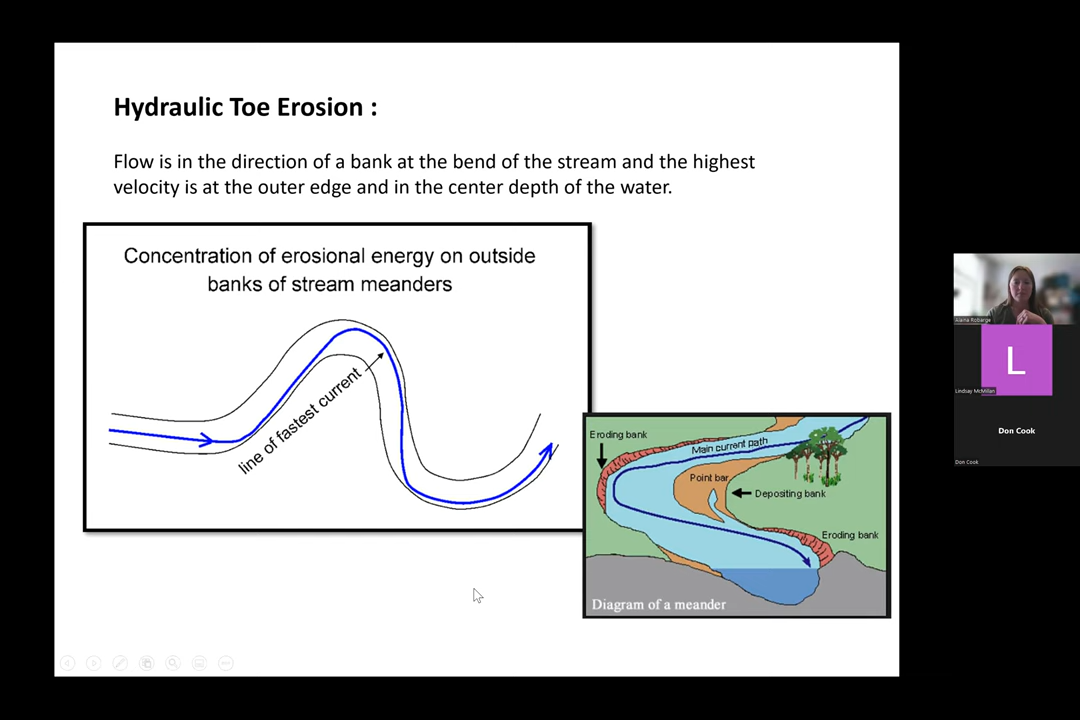 Hydraulic Toe Erosion :
Flow is in the direction of a bank at the bend of the stream and the highest
velocity is at the outer edge and in the center depth of the water.
Concentration of erosional energy on outside
banks of stream meanders
line of fastest current
Eroding bank
Main current path
Point bar
Depositing bank
Eroding bank
Diagram of a meander
Alaina Roberge
L
Lindsay McMillan
Don Cook
Don Cook